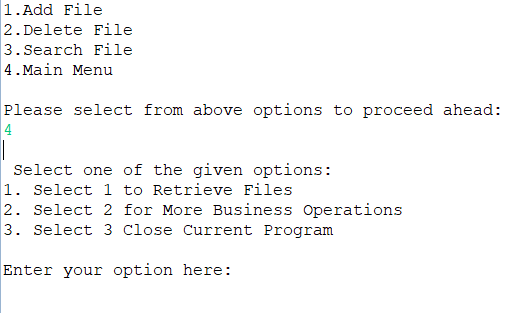 1.Add File
2.Delete File
3.Search File
4.Main Menu
Please select from above options to proceed ahead:
4
Select one of the given options:
1. Select 1 to Retrieve Files
2. Select 2 for More Business Operations
3. Select 3 Close Current Program
Enter your option here: